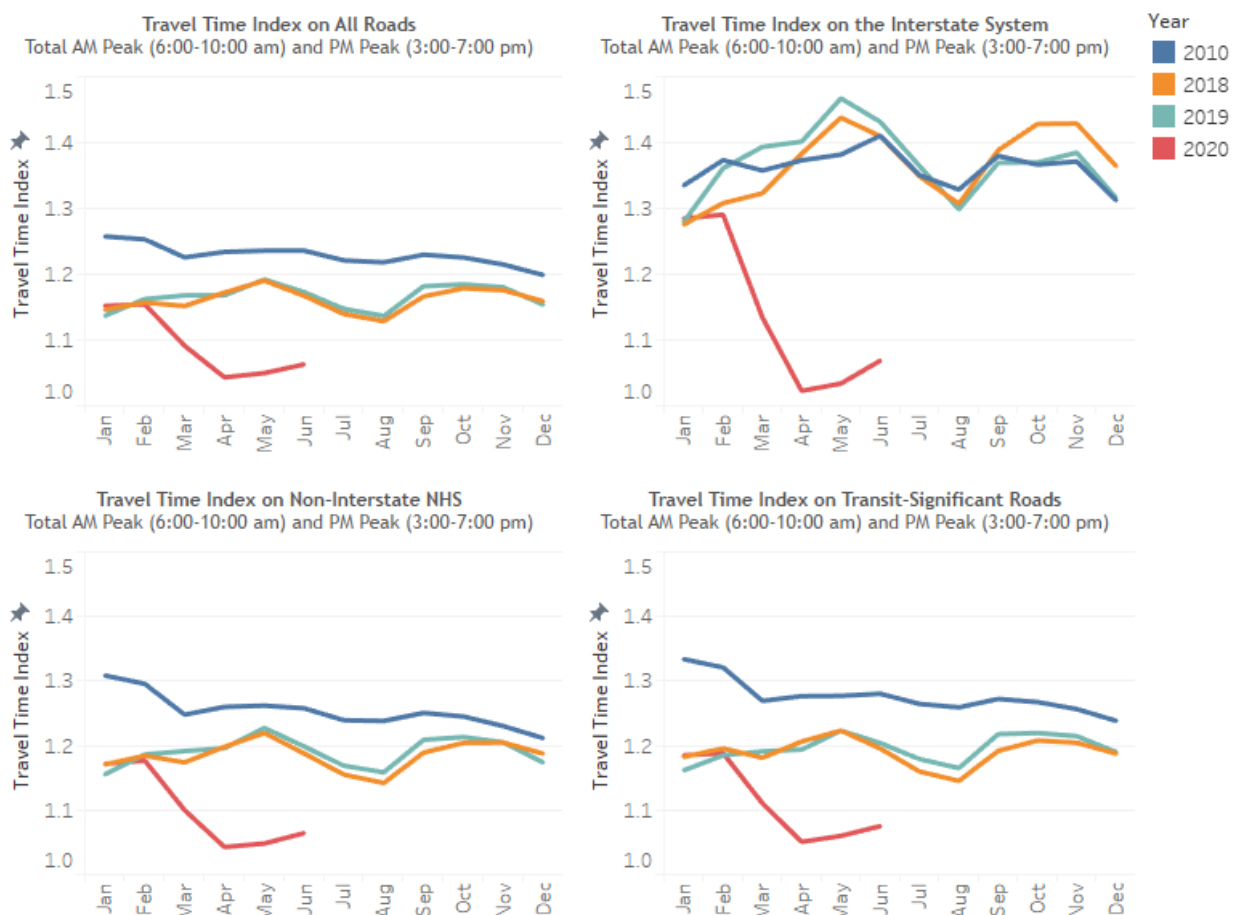 Travel Time Index on All Roads
Total AM Peak (6:00-10:00 am) and PM Peak (3:00-7:00 pm)
1.5
1.4
1.3
1.2
1.1
1.0
Travel Time Index
Jan Feb Mar Apr May Jun Jul Aug Sep Oct Nov Dec
Travel Time Index on the Interstate System
Total AM Peak (6:00-10:00 am) and PM Peak (3:00-7:00 pm)
1.5
1.4
1.3
1.2
1.1
1.0
Travel Time Index
Jan Feb Mar Apr May Jun Jul Aug Sep Oct Nov Dec
Year
2010
2018
2019
2020
Travel Time Index on Non-Interstate NHS
Total AM Peak (6:00-10:00 am) and PM Peak (3:00-7:00 pm)
1.5
1.4
1.3
1.2
1.1
1.0
Travel Time Index
Jan Feb Mar Apr May Jun Jul Aug Sep Oct Nov Dec
Travel Time Index on Transit-Significant Roads
Total AM Peak (6:00-10:00 am) and PM Peak (3:00-7:00 pm)
1.5
1.4
1.3
1.2
1.1
1.0
Travel Time Index
Jan Feb Mar Apr May Jun Jul Aug Sep Oct Nov Dec